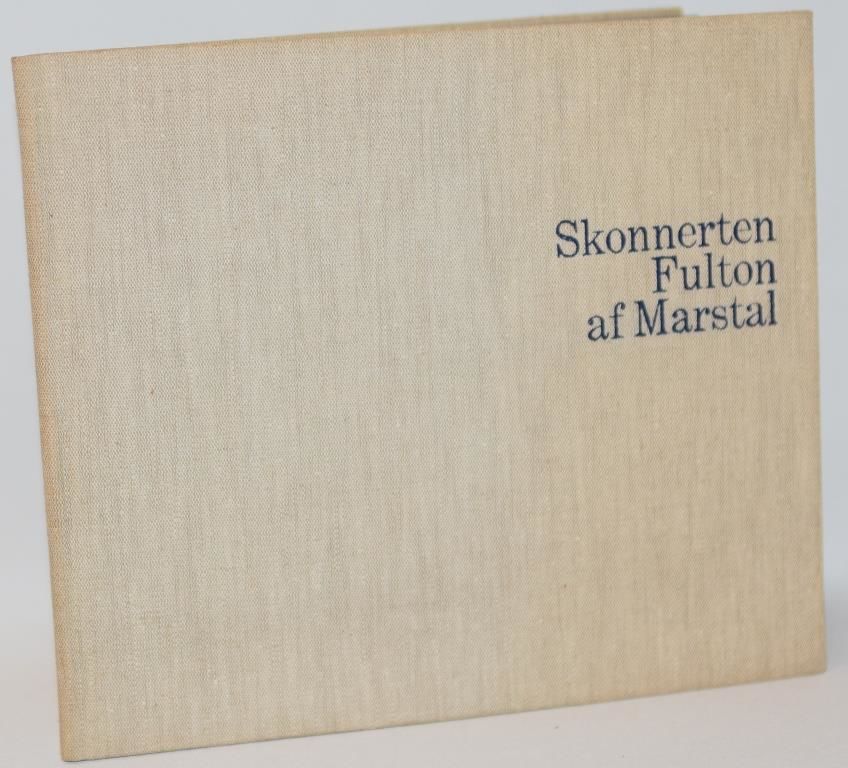 Skonnerten
Fulton
af Marstal